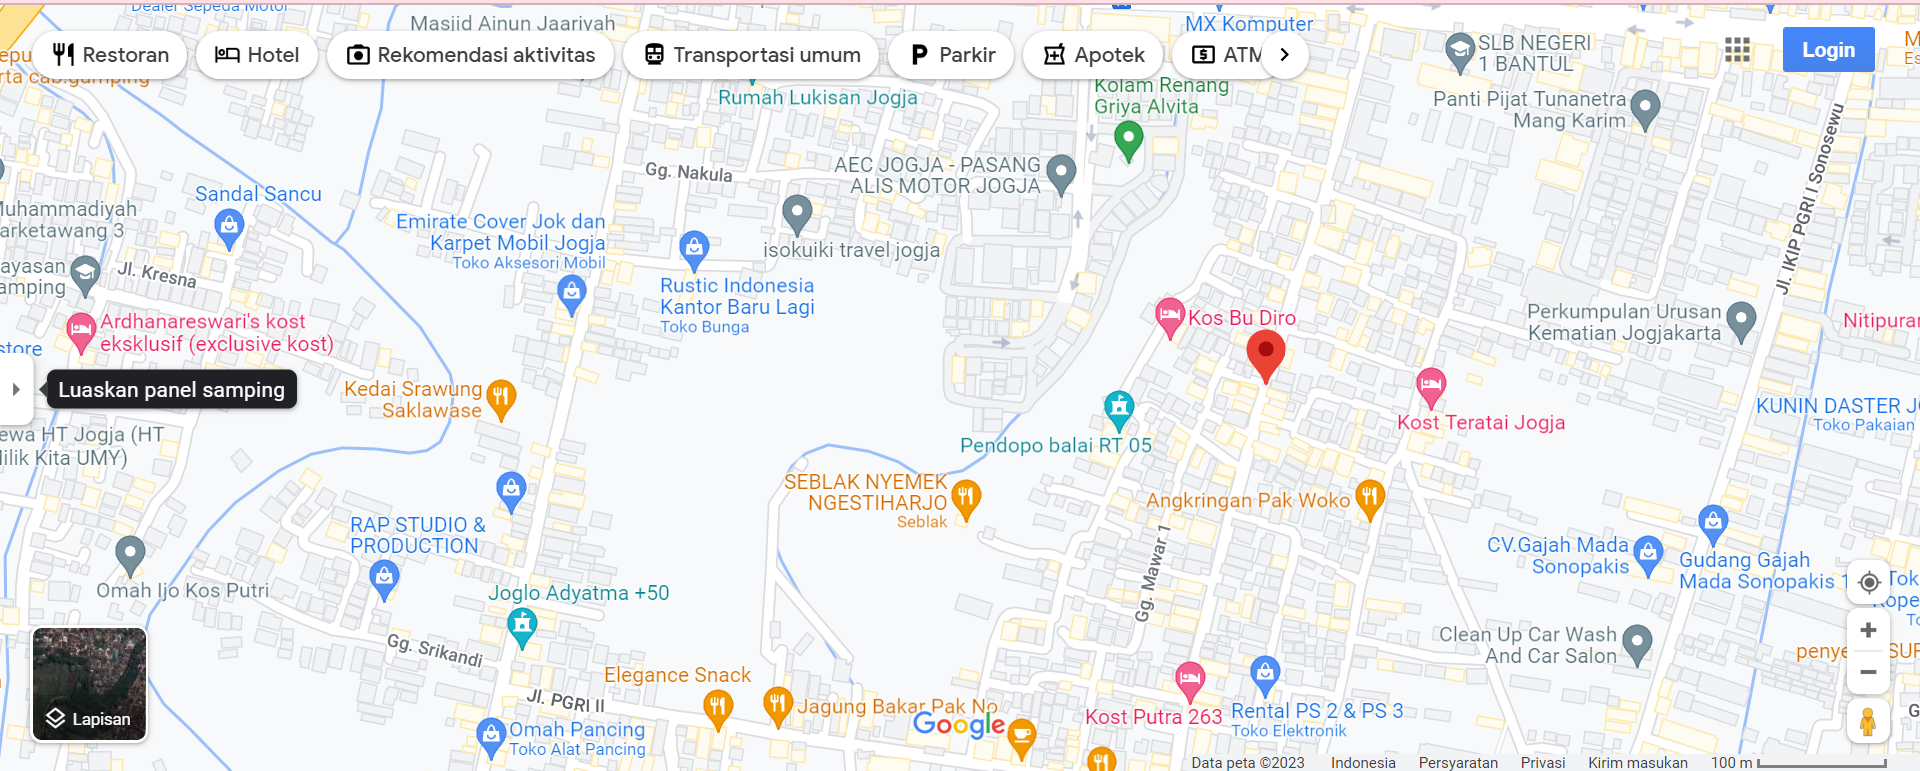 Dealer Sepeda Motor
Masjid Ainun Jaariyah
MX Komputer
Restoran
Hotel
Rekomendasi aktivitas
Transportasi umum
Parkir
Apotek
ATM
SLB NEGERI
1 BANTUL
Login
epu
rta cab.gamping
Rumah Lukisan Jogja
Kolam Renang
Griya Alvita
Panti Pijat Tunanetra
Mang Karim
Jl. IKIP PGRI I Sonosewu
Gg. Nakula
AEC JOGJA - PASANG
ALIS MOTOR JOGJA
Sandal Sancu
Muhammadiyah
arketawang 3
Emirate Cover Jok dan
Karpet Mobil Jogja
Toko Aksesori Mobil
isokuiki travel jogja
ayasan
amping
Jl. Kresna
Rustic Indonesia
Kantor Baru Lagi
Toko Bunga
Ardhanareswari's kost
eksklusif (exclusive kost)
store
Kos Bu Diro
Perkumpulan Urusan
Kematian Jogjakarta
Nitipuran
Luaskan panel samping
Kedai Srawung
Saklawase
Kost Teratai Jogja
KUNIN DASTER J
Toko Pakaian
ewa HT Jogja (HT
Milik Kita UMY)
Pendopo balai RT 05
SEBLAK NYEMEK
NGESTIHARJO
Seblak
Angkringan Pak Woko
RAP STUDIO &
PRODUCTION
CV.Gajah Mada
Sonopakis
Gudang Gajah
Mada Sonopakis 1
Tok
Kope
Omah Ijo Kos Putri
Joglo Adyatma +50
Gg. Mawar 1
Gg. Srikandi
Clean Up Car Wash
And Car Salon
penye
SUP
Elegance Snack
Jl. PGRI II
Jagung Bakar Pak No
Lapisan
Omah Pancing
Toko Alat Pancing
Google
Kost Putra 263
Rental PS 2 & PS 3
Toko Elektronik
Data peta ©2023
Indonesia
Persyaratan
Privasi
Kirim masukan
100 m